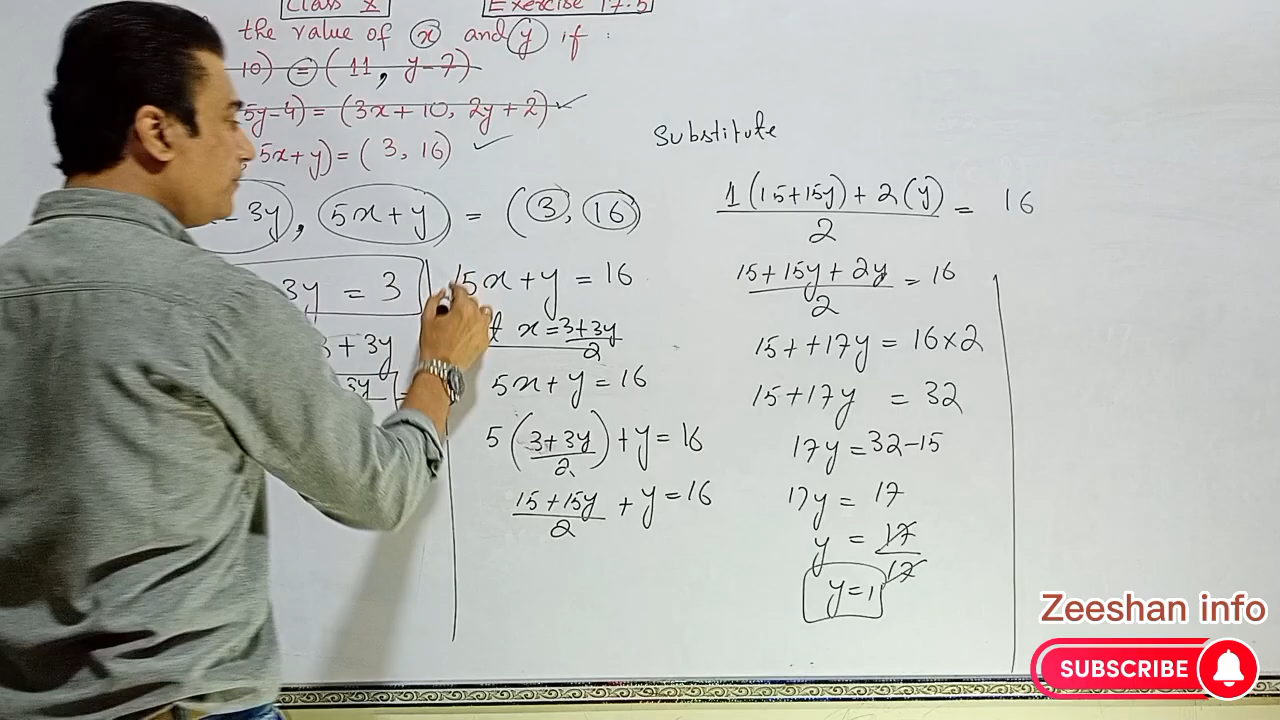 Class X Exercise 17.5
the value of x and y if :
10) = (11, y-7)
5y-4) = (3x+10, 2y+2) ✓
, 5x+y) = (3, 16) ✓
- 3y, 5x+y) = (3, 16)
3y = 3
3 + 3y
3y
5x + y = 16
x = 3+3y/2
5x + y = 16
5(3+3y/2) + y = 16
15+15y/2 + y = 16
Substitute
1(15+15y) + 2(y)/2 = 16
15+15y+2y/2 = 16
15++17y = 16×2
15+17y = 32
17y = 32-15
17y = 17
y = 17/17
y=1
Zeeshan info
SUBSCRIBE